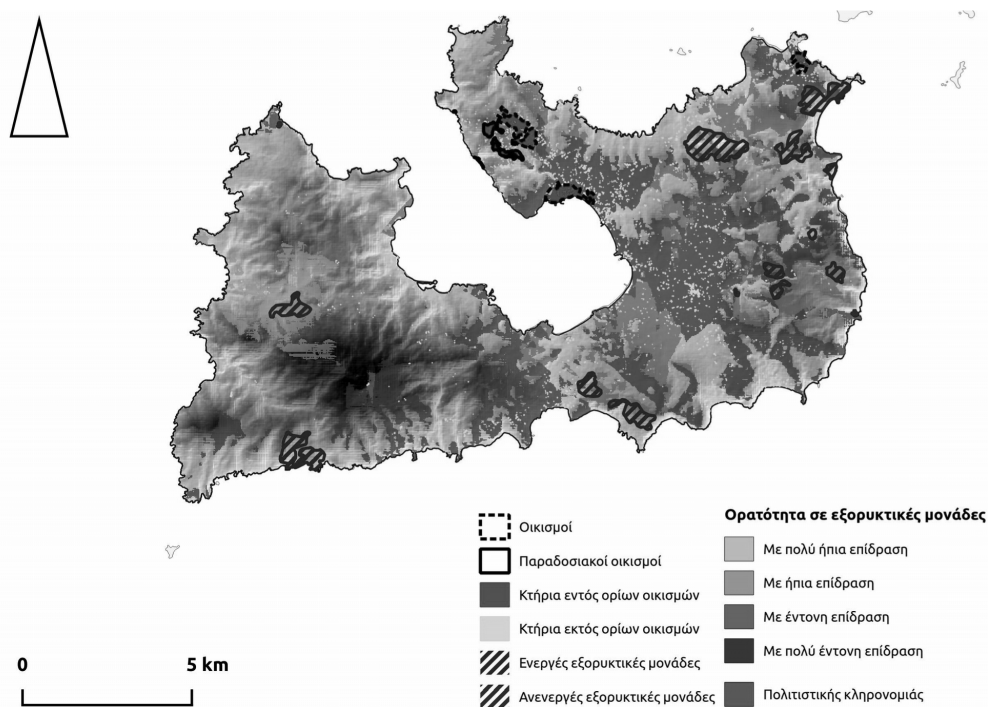 Οικισμοί
Παραδοσιακοί οικισμοί
Κτήρια εντός ορίων οικισμών
Κτήρια εκτός ορίων οικισμών
Ενεργές εξορυκτικές μονάδες
Ανενεργές εξορυκτικές μονάδες
Ορατότητα σε εξορυκτικές μονάδες
Με πολύ ήπια επίδραση
Με ήπια επίδραση
Με έντονη επίδραση
Με πολύ έντονη επίδραση
Πολιτιστικής κληρονομιάς
0 5 km